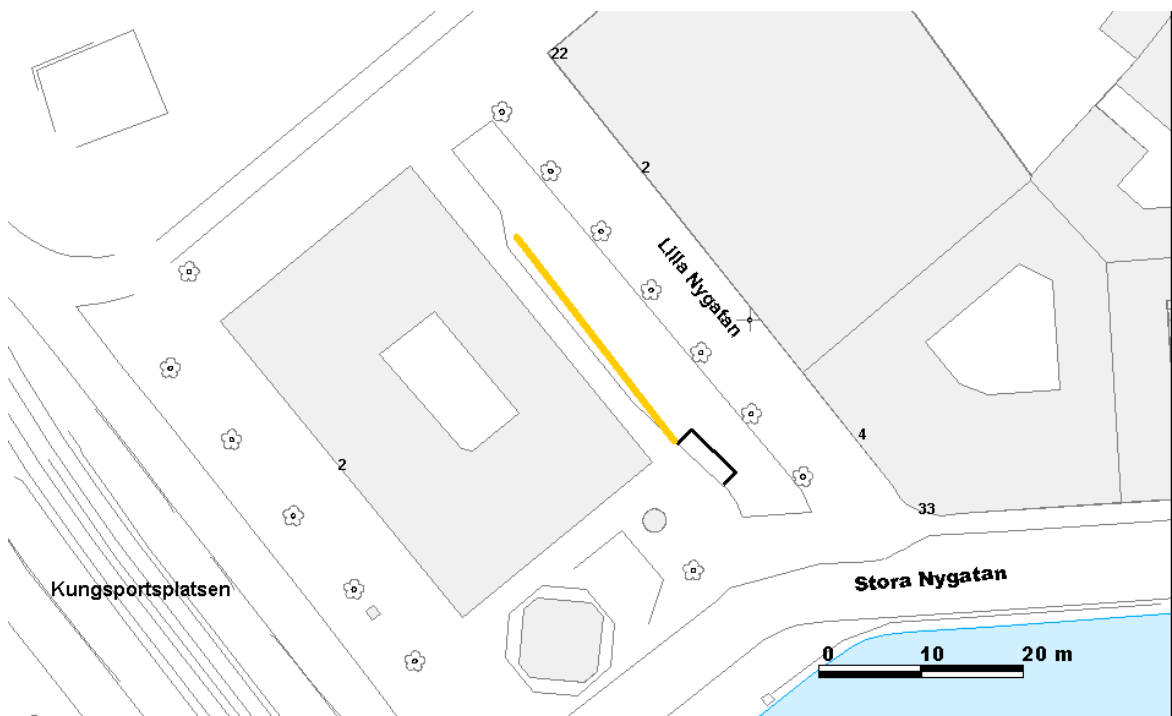 22
2
Lilla Nygatan
4
2
33
Kungsportsplatsen
Stora Nygatan
0 10 20 m